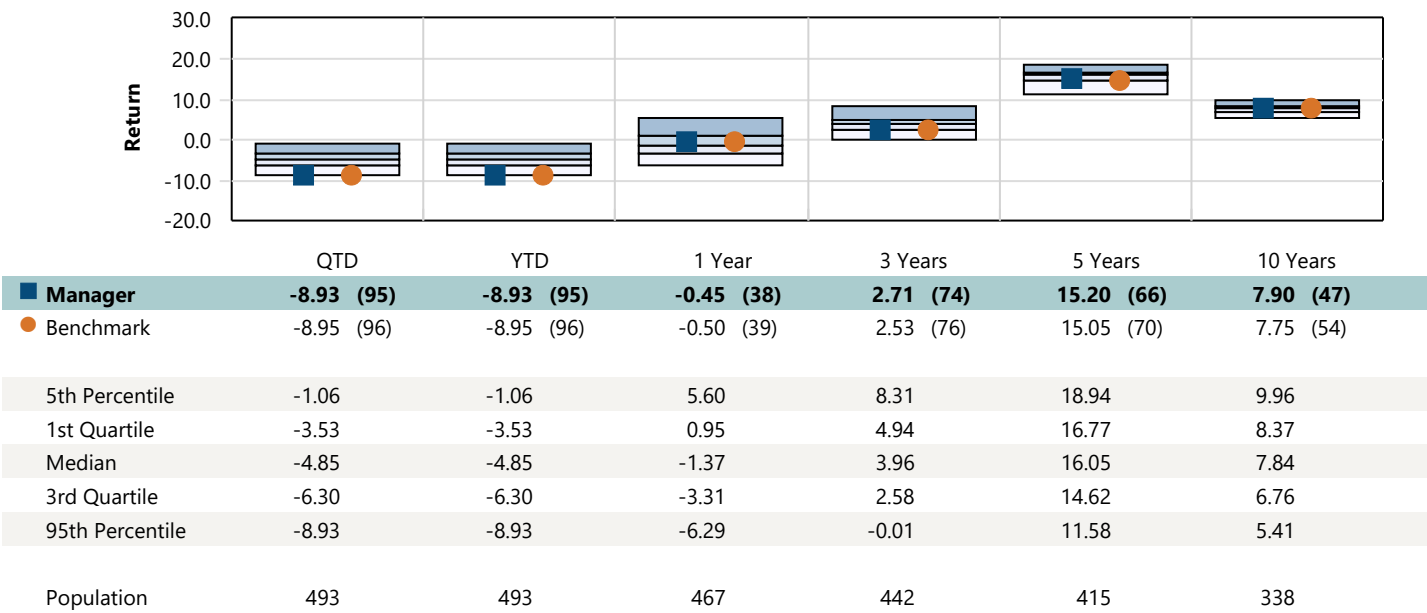 30.0
20.0
10.0
0.0
-10.0
-20.0
Return
QTD YTD 1 Year 3 Years 5 Years 10 Years
Manager -8.93 (95) -8.93 (95) -0.45 (38) 2.71 (74) 15.20 (66) 7.90 (47)
Benchmark -8.95 (96) -8.95 (96) -0.50 (39) 2.53 (76) 15.05 (70) 7.75 (54)
5th Percentile -1.06 -1.06 5.60 8.31 18.94 9.96
1st Quartile -3.53 -3.53 0.95 4.94 16.77 8.37
Median -4.85 -4.85 -1.37 3.96 16.05 7.84
3rd Quartile -6.30 -6.30 -3.31 2.58 14.62 6.76
95th Percentile -8.93 -8.93 -6.29 -0.01 11.58 5.41
Population 493 493 467 442 415 338